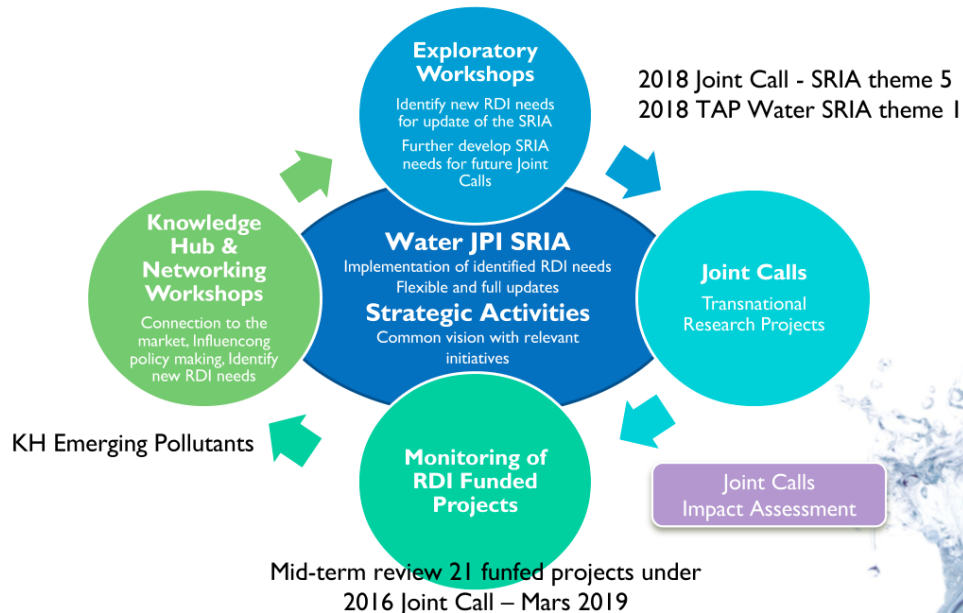 Exploratory
Workshops
Identify new RDI needs
for update of the SRIA
Further develop SRIA
needs for future Joint
Calls
2018 Joint Call - SRIA theme 5
2018 TAP Water SRIA theme 1
Knowledge
Hub &
Networking
Workshops
Connection to the
market, Influencong
policy making, Identify
new RDI needs
Water JPI SRIA
Implementation of identified RDI needs
Flexible and full updates
Strategic Activities
Common vision with relevant
initiatives
Joint Calls
Transnational
Research Projects
KH Emerging Pollutants
Monitoring of
RDI Funded
Projects
Joint Calls
Impact Assessment
Mid-term review 21 funfed projects under
2016 Joint Call – Mars 2019